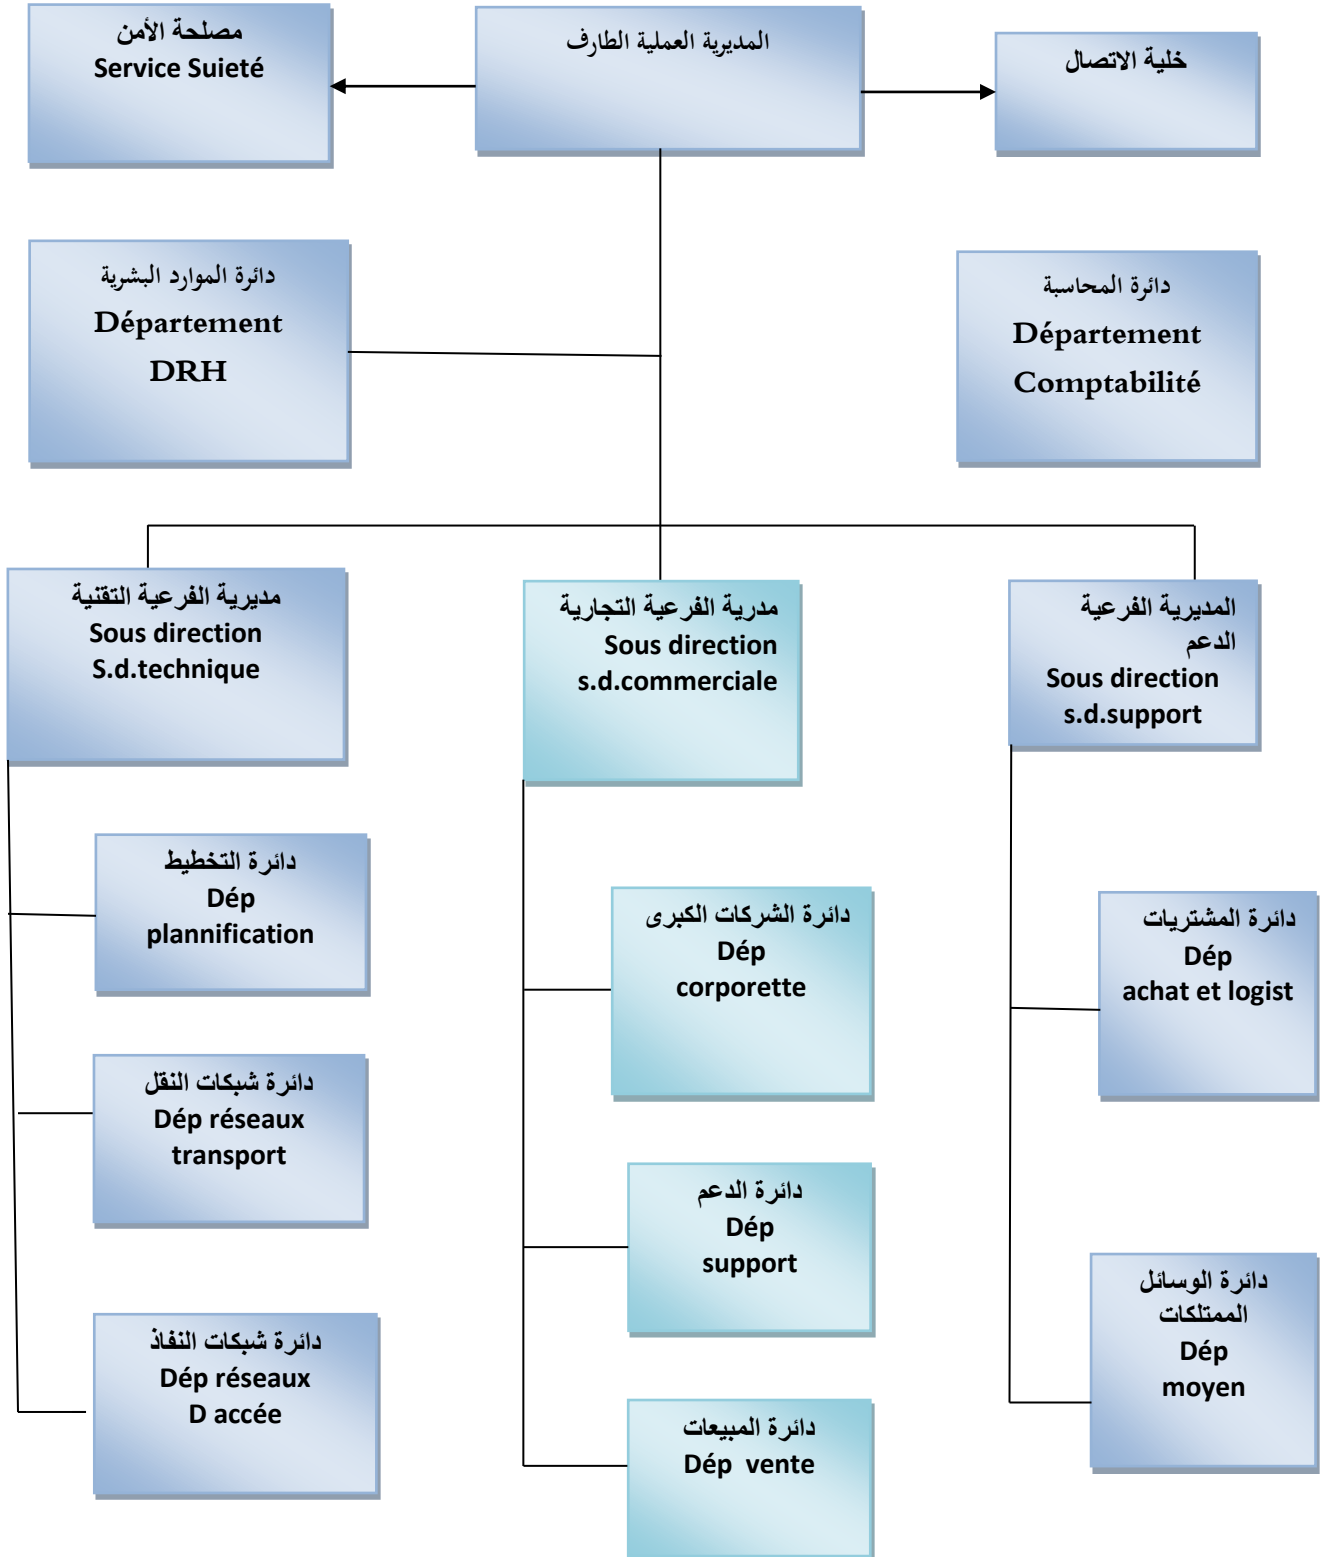 مصلحة الأمن
Service Suieté
المديرية العملية الطارف
خلية الاتصال
دائرة الموارد البشرية
Département
DRH
دائرة المحاسبة
Département
Comptabilité
مديرية الفرعية التقنية
Sous direction
S.d.technique
مدرية الفرعية التجارية
Sous direction
s.d.commerciale
المديرية الفرعية
الدعم
Sous direction
s.d.support
دائرة التخطيط
Dép
plannification
دائرة الشركات الكبرى
Dép
corporette
دائرة المشتريات
Dép
achat et logist
دائرة شبكات النقل
Dép réseaux
transport
دائرة الدعم
Dép
support
دائرة الوسائل
الممتلكات
Dép
moyen
دائرة شبكات النفاذ
Dép réseaux
D accée
دائرة المبيعات
Dép vente